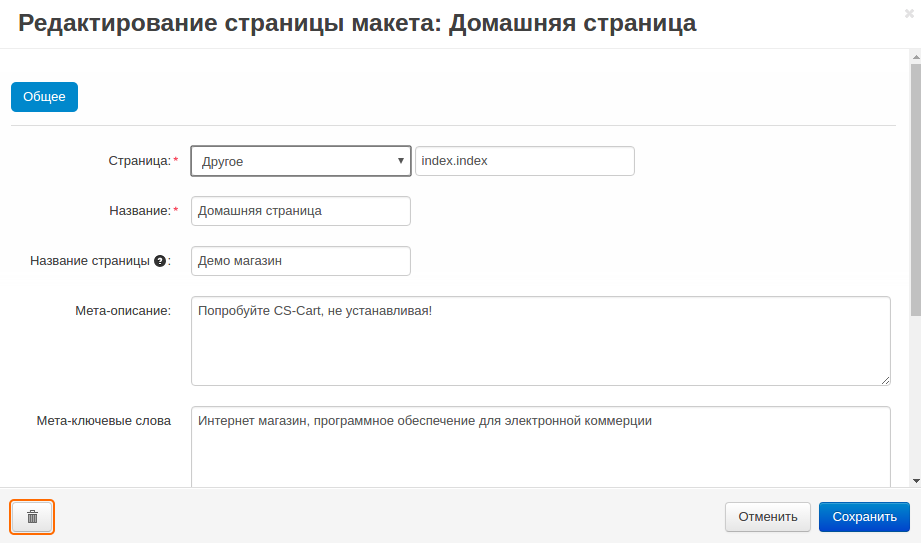 Редактирование страницы макета: Домашняя страница
Общее
Страница:* Другое index.index
Название:* Домашняя страница
Название страницы ?: Демо магазин
Мета-описание: Попробуйте CS-Cart, не устанавливая!
Мета-ключевые слова Интернет магазин, программное обеспечение для электронной коммерции
Отменить Сохранить